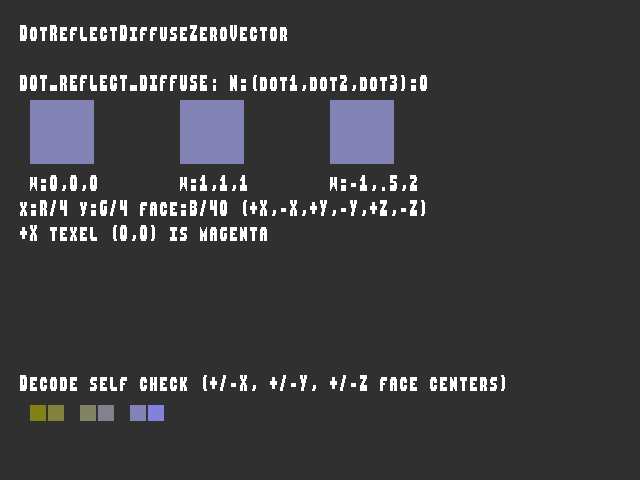 DotReflectDiffuseZeroVector
DOT_REFLECT_DIFFUSE: N:(dot1,dot2,dot3):0
w:0,0,0 w:1,1,1 w:-1,.5,2
x:R/4 y:G/4 face:B/40 (+X,-X,+Y,-Y,+Z,-Z)
+X texel (0,0) is magenta
Decode self check (+/-X, +/-Y, +/-Z face centers)